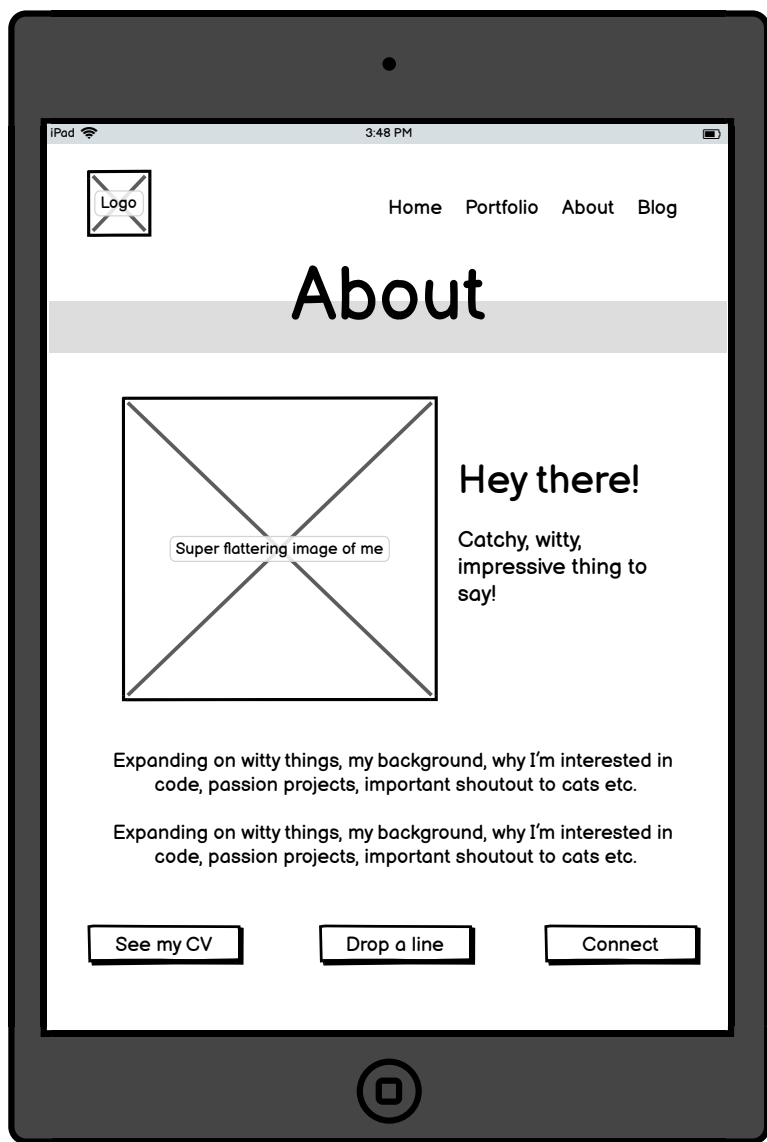 iPad
3:48 PM
Logo
Home Portfolio About Blog
About
Super flattering image of me
Hey there!
Catchy, witty,
impressive thing to
say!
Expanding on witty things, my background, why I'm interested in
code, passion projects, important shoutout to cats etc.
Expanding on witty things, my background, why I'm interested in
code, passion projects, important shoutout to cats etc.
See my CV
Drop a line
Connect